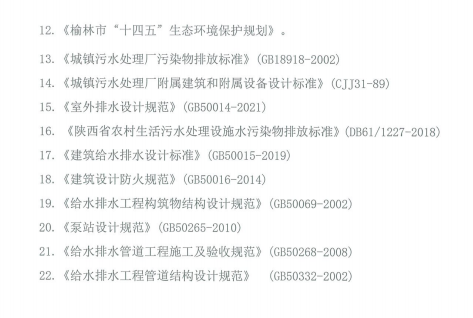 12.《榆林市“十四五”生态环境保护规划》。
13.《城镇污水处理厂污染物排放标准》(GB18918-2002)
14.《城镇污水处理厂附属建筑和附属设备设计标准》(CJJ31-89)
15.《室外排水设计规范》(GB50014-2021)
16. 《陕西省农村生活污水处理设施水污染物排放标准》(DB61/1227-2018)
17.《建筑给水排水设计标准》(GB50015-2019)
18.《建筑设计防火规范》(GB50016-2014)
19.《给水排水工程构筑物结构设计规范》(GB50069-2002)
20.《泵站设计规范》(GB50265-2010)
21.《给水排水管道工程施工及验收规范》(GB50268-2008)
22.《给水排水工程管道结构设计规范》 (GB50332-2002)